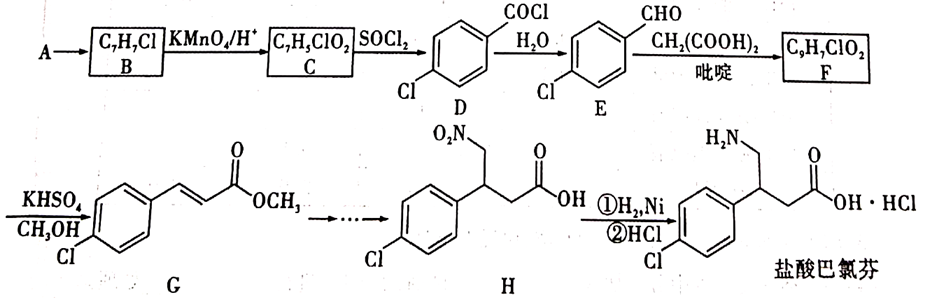 A → C₇H₇Cl B KMnO₄/H⁺ → C₇H₅ClO₂ C SOCl₂ → COCl Cl D H₂O → CHO Cl E CH₂(COOH)₂ 吡啶 → C₉H₇ClO₂ F
KHSO₄ CH₃OH → O OCH₃ Cl G → ··· → O₂N O OH Cl H ①H₂,Ni ②HCl → H₂N O OH · HCl Cl 盐酸巴氯芬